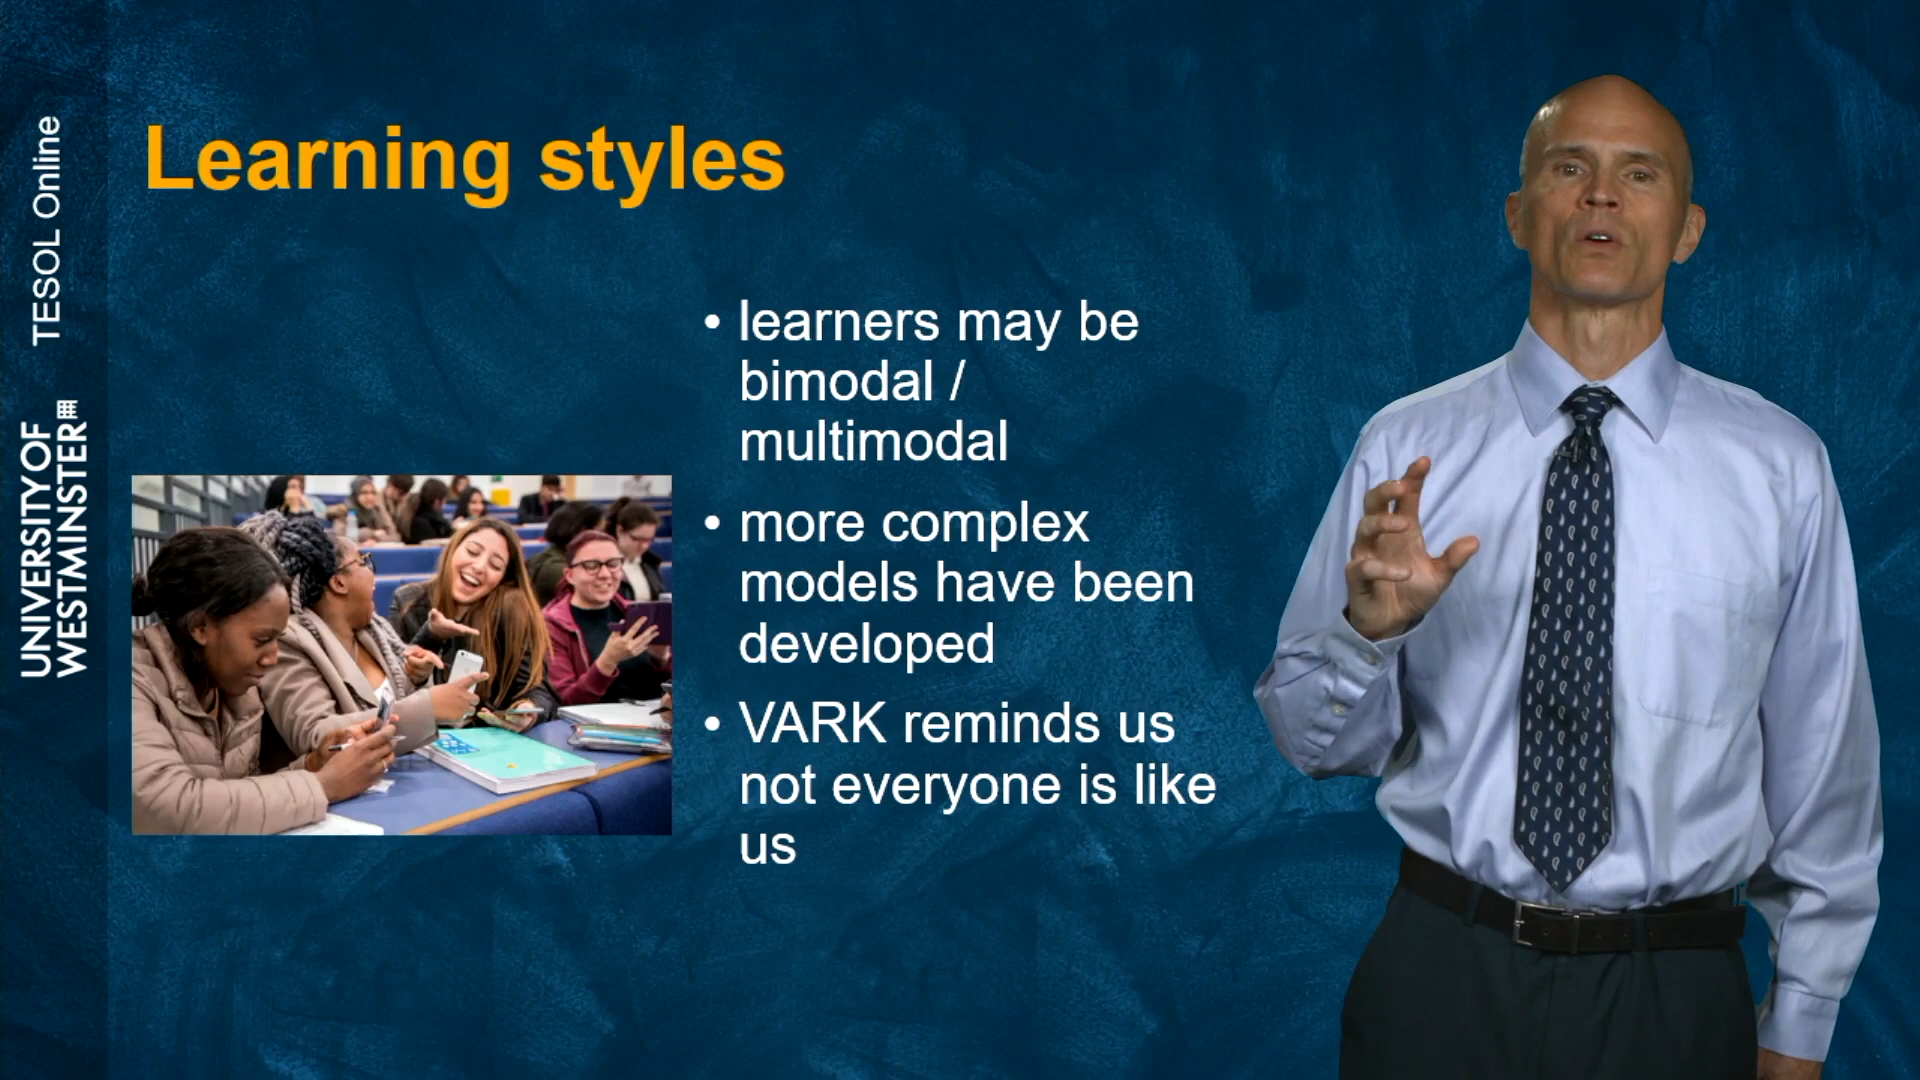 TESOL Online
UNIVERSITY OF
WESTMINSTER
Learning styles
• learners may be
bimodal /
multimodal
• more complex
models have been
developed
• VARK reminds us
not everyone is like
us